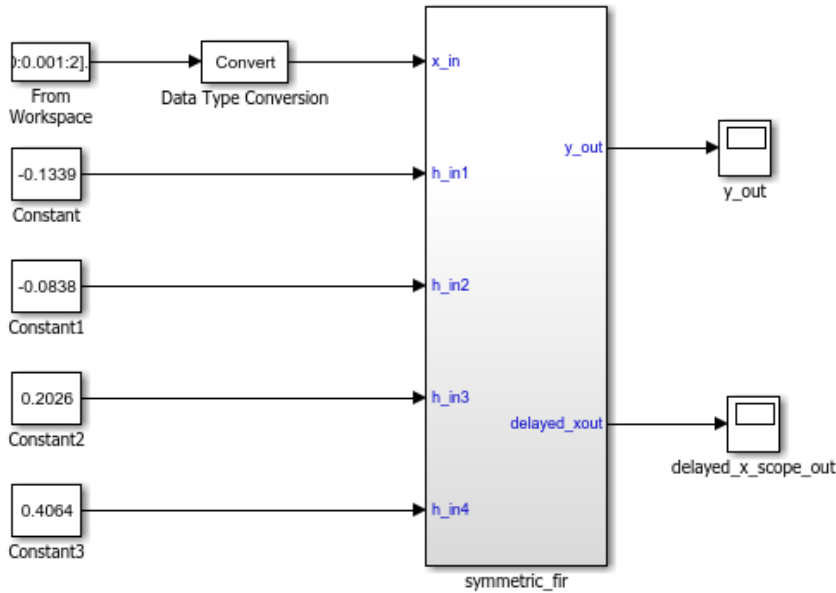 0:0.001:2].
From
Workspace
Convert
Data Type Conversion
x_in
-0.1339
Constant
h_in1
y_out
y_out
-0.0838
Constant1
h_in2
0.2026
Constant2
h_in3
delayed_xout
delayed_x_scope_out
0.4064
Constant3
h_in4
symmetric_fir